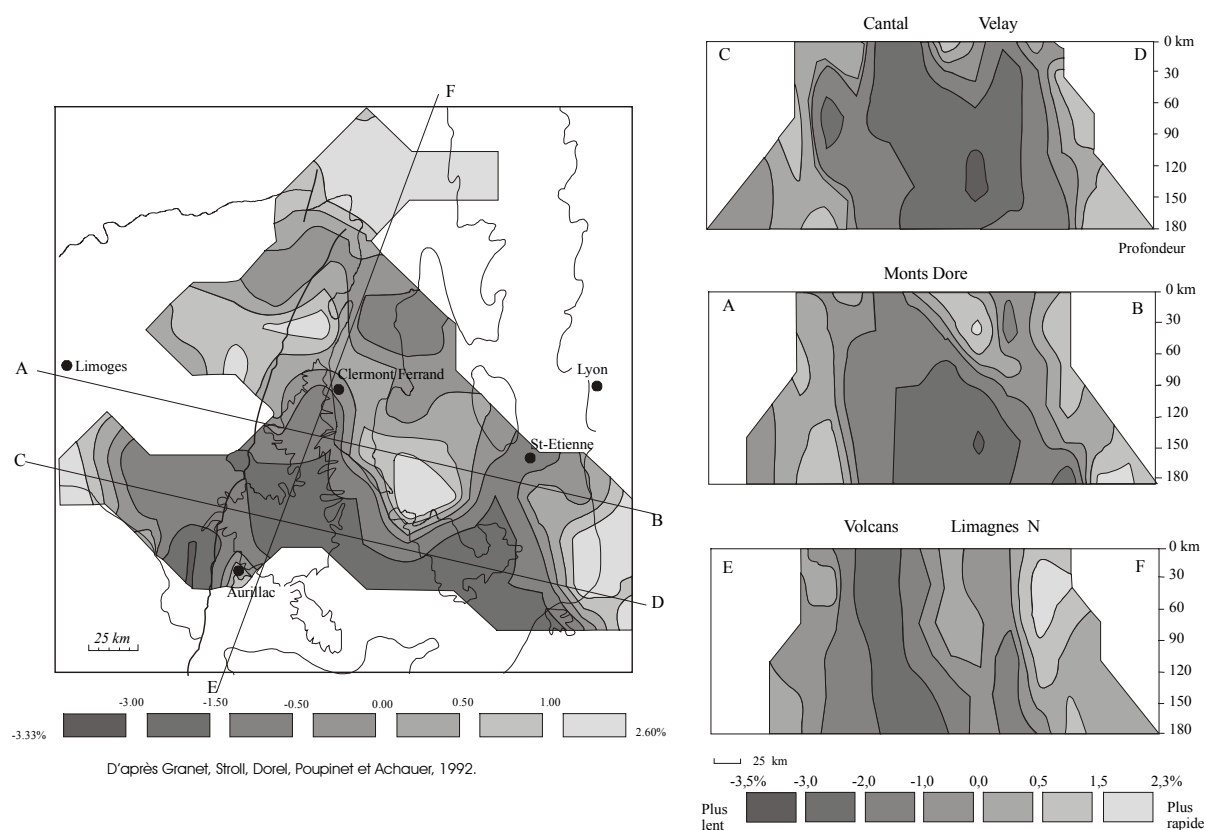 F
A
Limoges
Clermont Ferrand
Lyon
St-Etienne
C
B
Aurillac
D
25 km
E
-3.00 -1.50 -0.50 0.00 0.50 1.00
-3.33% 2.60%
D'après Granet, Stroll, Dorel, Poupinet et Achauer, 1992.
Cantal Velay
C D
0 km
30
60
90
120
150
180
Profondeur
Monts Dore
A B
0 km
30
60
90
120
150
180
Volcans Limagnes N
E F
0 km
30
60
90
120
150
180
25 km
-3,5% -3,0 -2,0 -1,0 0,0 0,5 1,5 2,3%
Plus lent
Plus rapide